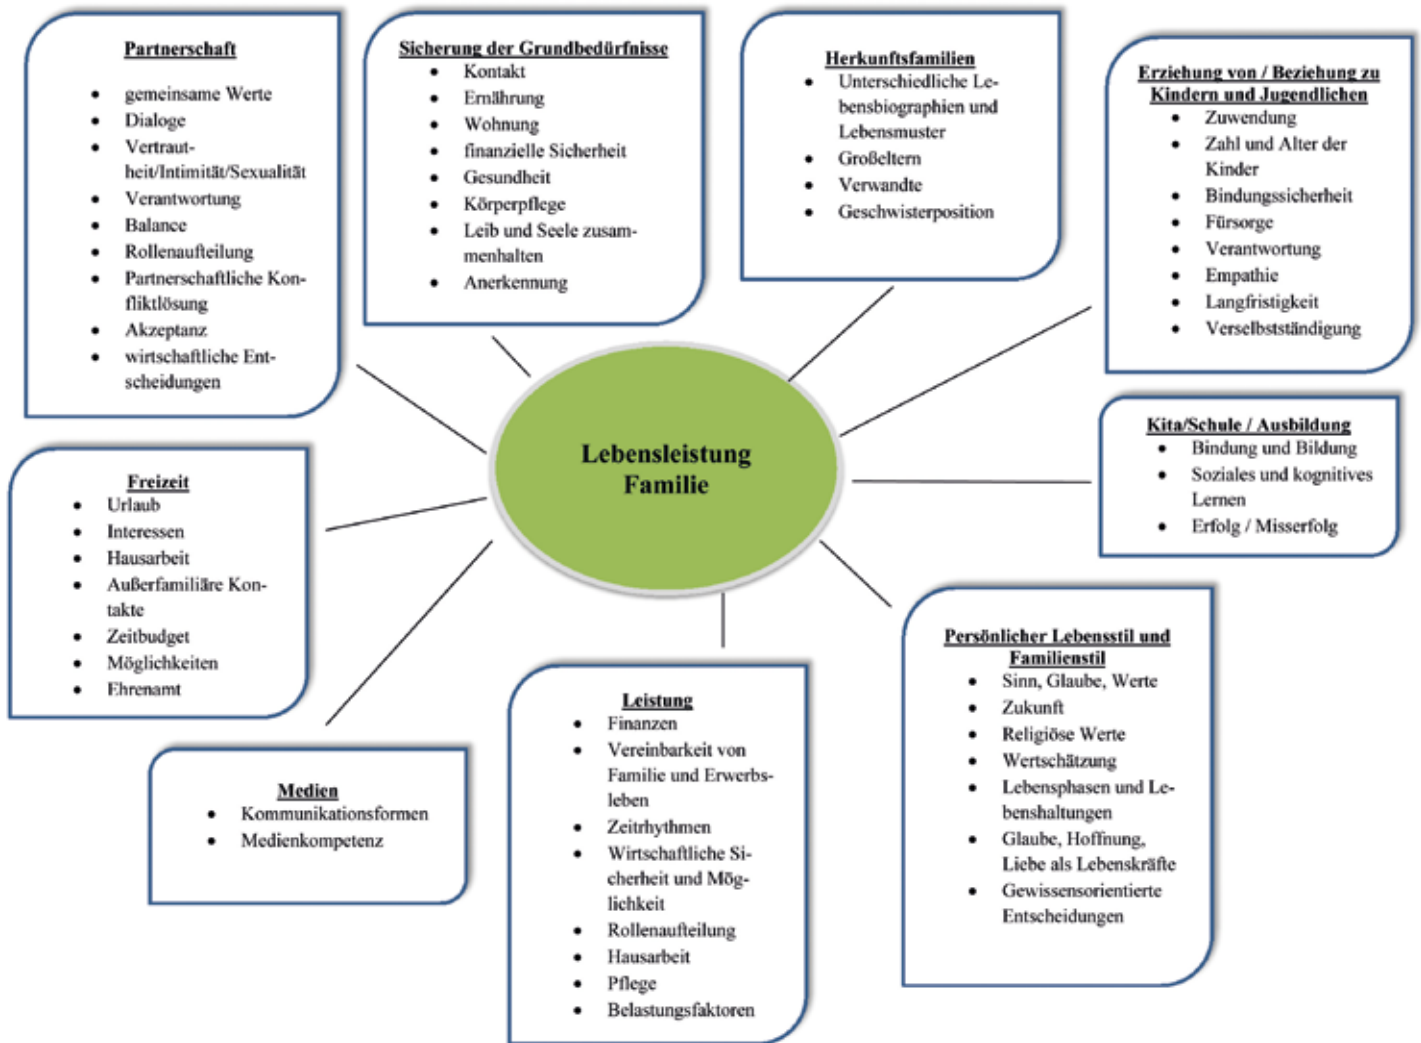 Partnerschaft
gemeinsame Werte
Dialoge
Vertraut-
heit/Intimität/Sexualität
Verantwortung
Balance
Rollenaufteilung
Partnerschaftliche Kon-
fliktlösung
Akzeptanz
wirtschaftliche Ent-
scheidungen
Sicherung der Grundbedürfnisse
Kontakt
Ernährung
Wohnung
finanzielle Sicherheit
Gesundheit
Körperpflege
Leib und Seele zusam-
menhalten
Anerkennung
Herkunftsfamilien
Unterschiedliche Le-
bensbiographien und
Lebensmuster
Großeltern
Verwandte
Geschwisterposition
Erziehung von / Beziehung zu
Kindern und Jugendlichen
Zuwendung
Zahl und Alter der
Kinder
Bindungssicherheit
Fürsorge
Verantwortung
Empathie
Langfristigkeit
Verselbstständigung
Lebensleistung
Familie
Kita/Schule / Ausbildung
Bindung und Bildung
Soziales und kognitives
Lernen
Erfolg / Misserfolg
Freizeit
Urlaub
Interessen
Hausarbeit
Außerfamiliäre Kon-
takte
Zeitbudget
Möglichkeiten
Ehrenamt
Medien
Kommunikationsformen
Medienkompetenz
Leistung
Finanzen
Vereinbarkeit von
Familie und Erwerbs-
leben
Zeitrhythmen
Wirtschaftliche Si-
cherheit und Mög-
lichkeit
Rollenaufteilung
Hausarbeit
Pflege
Belastungsfaktoren
Persönlicher Lebensstil und
Familienstil
Sinn, Glaube, Werte
Zukunft
Religiöse Werte
Wertschätzung
Lebensphasen und Le-
benshaltungen
Glaube, Hoffnung,
Liebe als Lebenskräfte
Gewissensorientierte
Entscheidungen